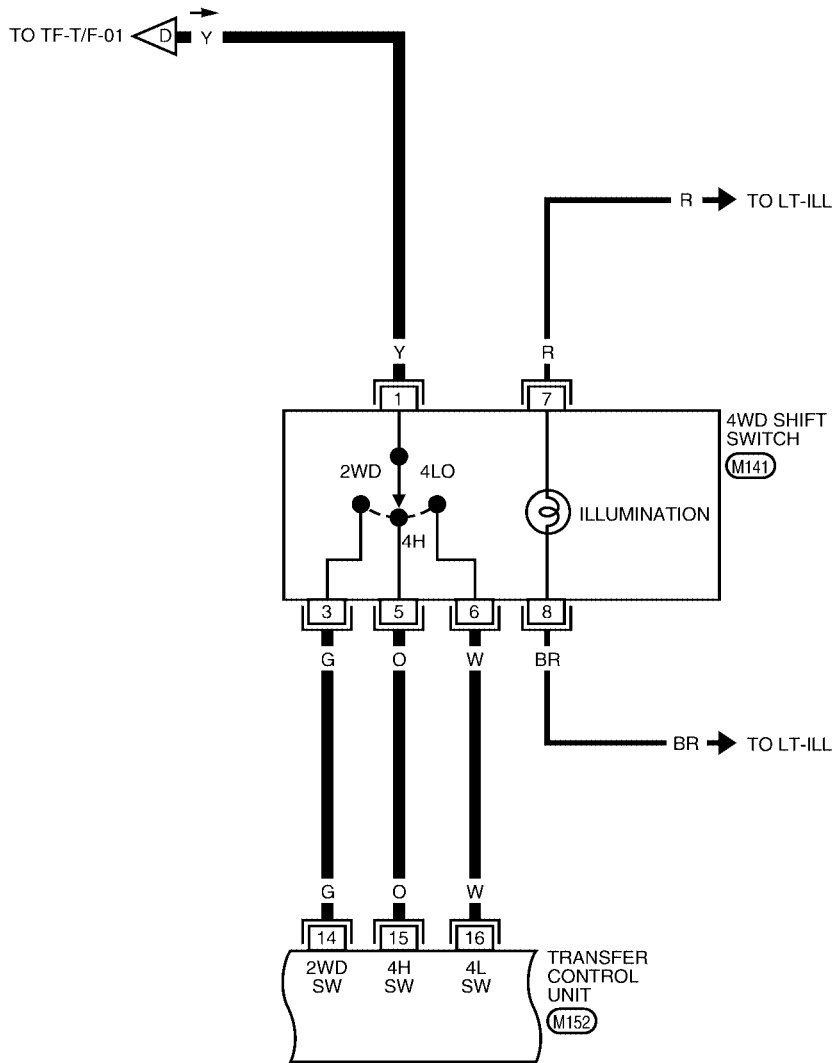 TO TF-T/F-01 D Y
R TO LT-ILL
Y R
1 7
4WD SHIFT
SWITCH
M141
2WD 4LO
ILLUMINATION
4H
3 5 6 8
G O W BR
BR TO LT-ILL
G O W
14 15 16
2WD
SW
4H
SW
4L
SW
TRANSFER
CONTROL
UNIT
M152